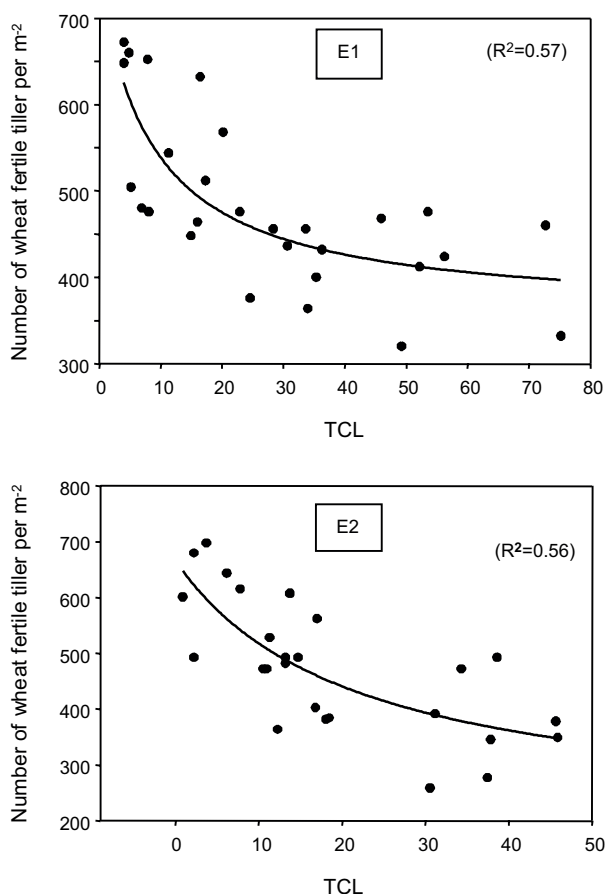 700
E1
(R²=0.57)
600
500
400
300
0 10 20 30 40 50 60 70 80
Number of wheat fertile tiller per m⁻²
TCL
800
E2
(R²=0.56)
700
600
500
400
300
200
0 10 20 30 40 50
Number of wheat fertile tiller per m⁻²
TCL